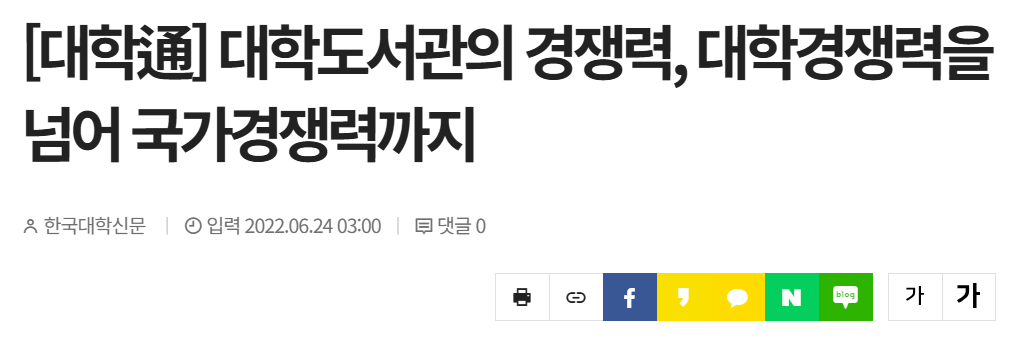 [대학通] 대학도서관의 경쟁력, 대학경쟁력을
넘어 국가경쟁력까지
한국대학신문 | 입력 2022.06.24 03:00 | 댓글 0
f N blog 가 가